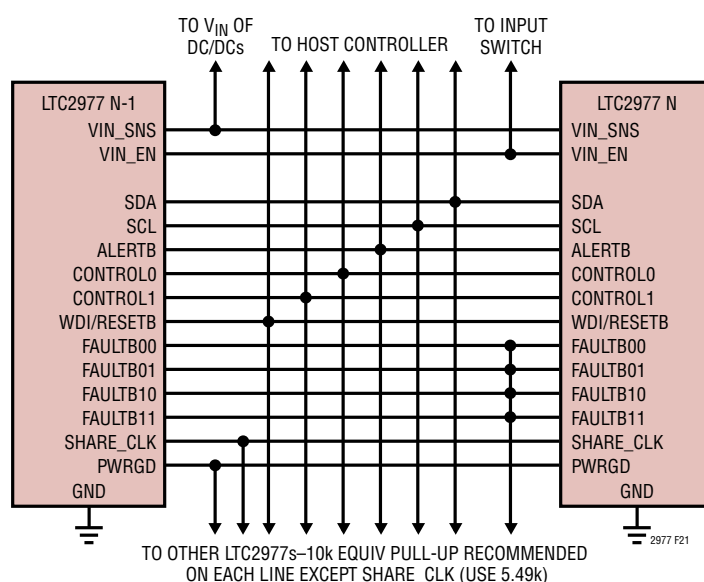 TO VIN OF
DC/DCs
TO HOST CONTROLLER
TO INPUT
SWITCH
LTC2977 N-1
VIN_SNS
VIN_EN
SDA
SCL
ALERTB
CONTROL0
CONTROL1
WDI/RESETB
FAULTB00
FAULTB01
FAULTB10
FAULTB11
SHARE_CLK
PWRGD
GND
LTC2977 N
VIN_SNS
VIN_EN
SDA
SCL
ALERTB
CONTROL0
CONTROL1
WDI/RESETB
FAULTB00
FAULTB01
FAULTB10
FAULTB11
SHARE_CLK
PWRGD
GND
2977 F21
TO OTHER LTC2977s–10k EQUIV PULL-UP RECOMMENDED
ON EACH LINE EXCEPT SHARE_CLK (USE 5.49k)